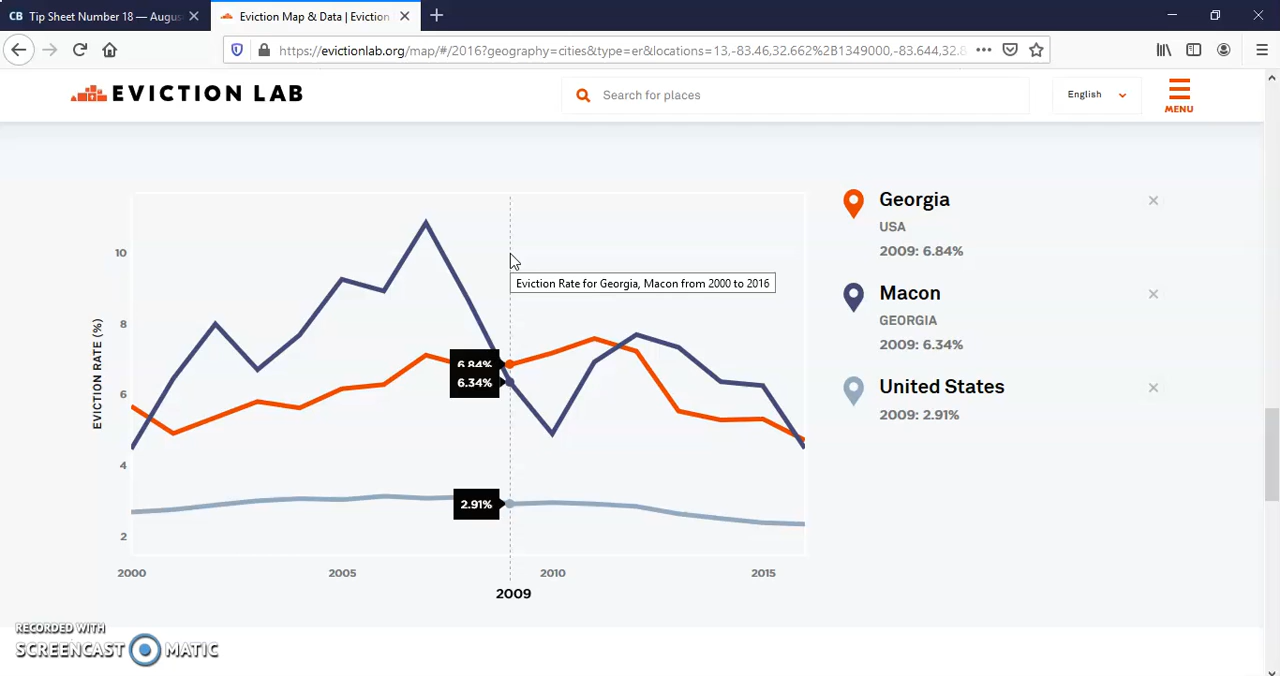 CB Tip Sheet Number 18 — Augus
Eviction Map & Data | Eviction
https://evictionlab.org/map/#/2016?geography=cities&type=er&locations=13,-83.46,32.662%2B1349000,-83.644,32.8
EVICTION LAB
Search for places
English
MENU
EVICTION RATE (%)
10
8
6
4
2
6.84%
6.34%
2.91%
Eviction Rate for Georgia, Macon from 2000 to 2016
2000
2005
2010
2015
2009
Georgia
USA
2009: 6.84%
Macon
GEORGIA
2009: 6.34%
United States
2009: 2.91%
RECORDED WITH
SCREENCAST MATIC